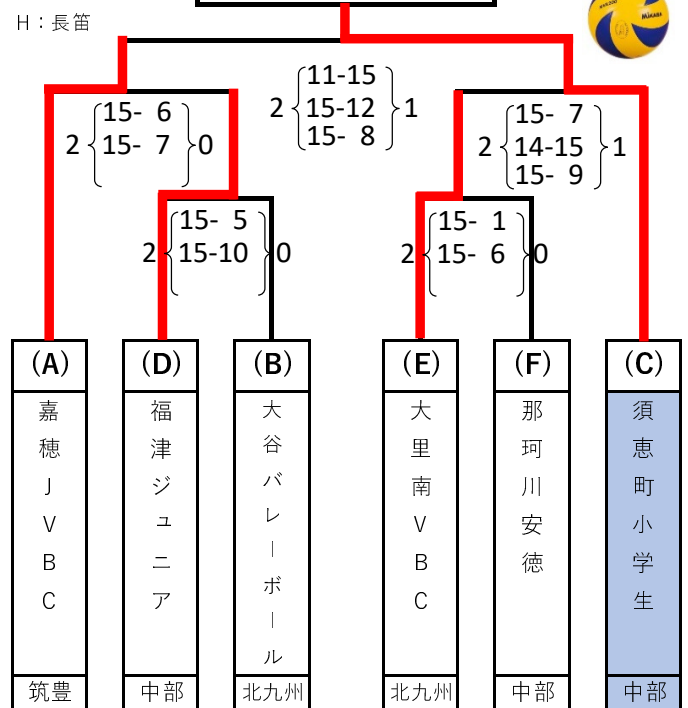 H：長笛
MIKASA
11-15
2 15-12 1
15- 8
15- 6
2 15- 7 0
15- 7
2 14-15 1
15- 9
15- 5
2 15-10 0
15- 1
2 15- 6 0
(A)
(D)
(B)
(E)
(F)
(C)
嘉穂JVBC
福津ジュニア
大谷バレーボール
大里南VBC
那珂川安徳
須恵町小学生
筑豊
中部
北九州
北九州
中部
中部